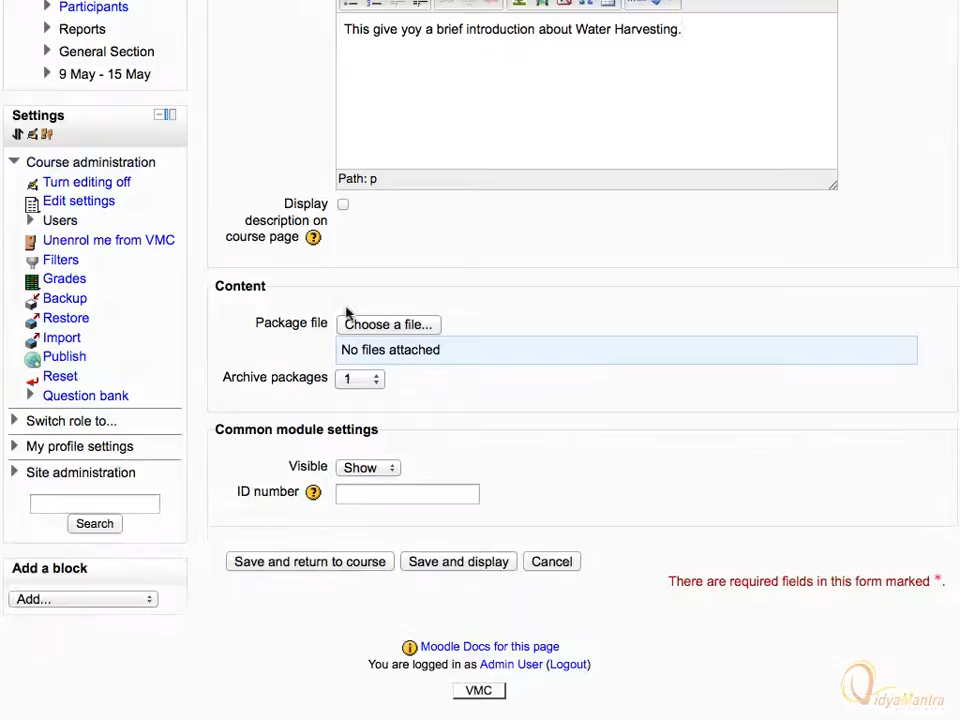 Participants
Reports
General Section
9 May - 15 May
Settings
Course administration
Turn editing off
Edit settings
Users
Unenrol me from VMC
Filters
Grades
Backup
Restore
Import
Publish
Reset
Question bank
Switch role to...
My profile settings
Site administration
Search
Add a block
Add...
This give yoy a brief introduction about Water Harvesting.
Path: p
Display
description on
course page
Content
Package file
Choose a file...
No files attached
Archive packages
1
Common module settings
Visible
Show
ID number
Save and return to course
Save and display
Cancel
There are required fields in this form marked *.
Moodle Docs for this page
You are logged in as Admin User (Logout)
VMC
VidyaMantra